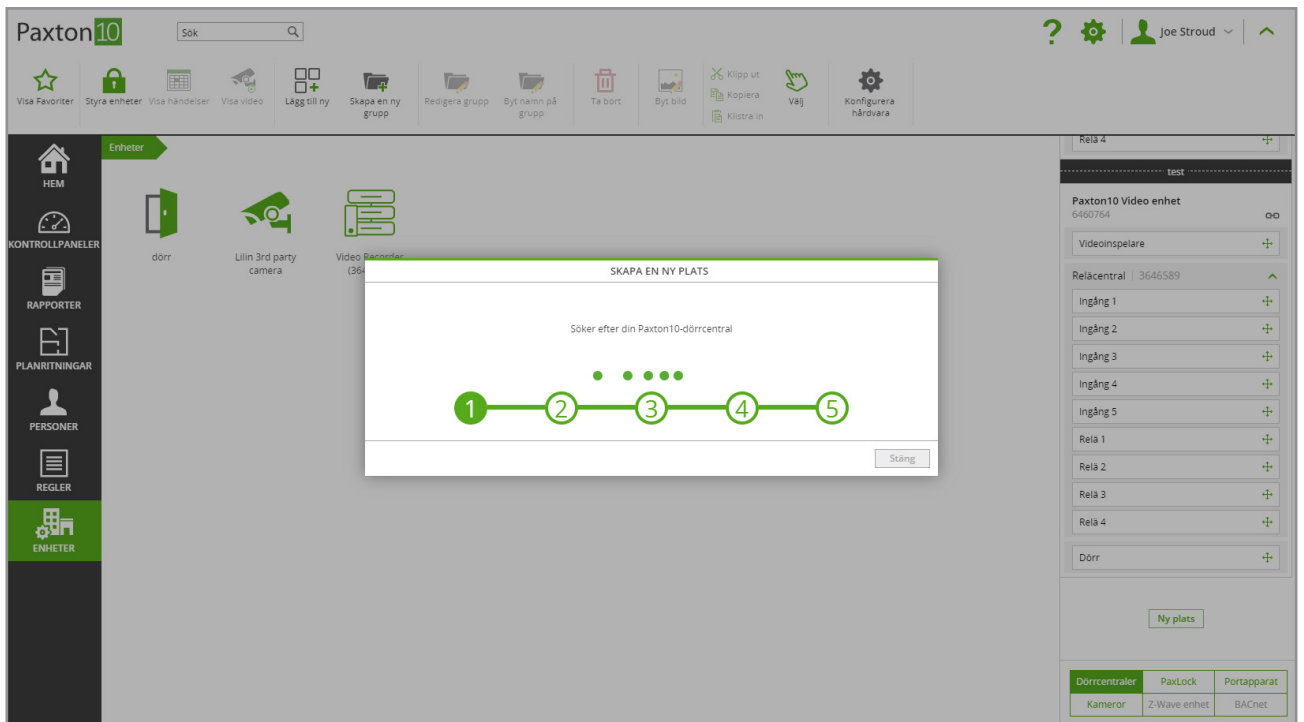 Paxton10
Sök
?
Joe Stroud
Visa Favoriter
Styra enheter
Visa händelser
Visa video
Lägg till ny
Skapa en ny
grupp
Redigera grupp
Byt namn på
grupp
Ta bort
Byt bild
Klipp ut
Kopiera
Klistra in
Välj
Konfigurera
hårdvara
HEM
KONTROLLPANELER
RAPPORTER
PLANRITNINGAR
PERSONER
REGLER
ENHETER
Enheter
dörr
Lilin 3rd party
camera
Video Recorder
(364
SKAPA EN NY PLATS
Söker efter din Paxton10-dörrcentral
1 2 3 4 5
Stäng
Relä 4
test
Paxton10 Video enhet
6460764
Videoinspelare
Reläcentral | 3646589
Ingång 1
Ingång 2
Ingång 3
Ingång 4
Ingång 5
Relä 1
Relä 2
Relä 3
Relä 4
Dörr
Ny plats
Dörrcentraler PaxLock Portapparat
Kameror Z-Wave enhet BACnet